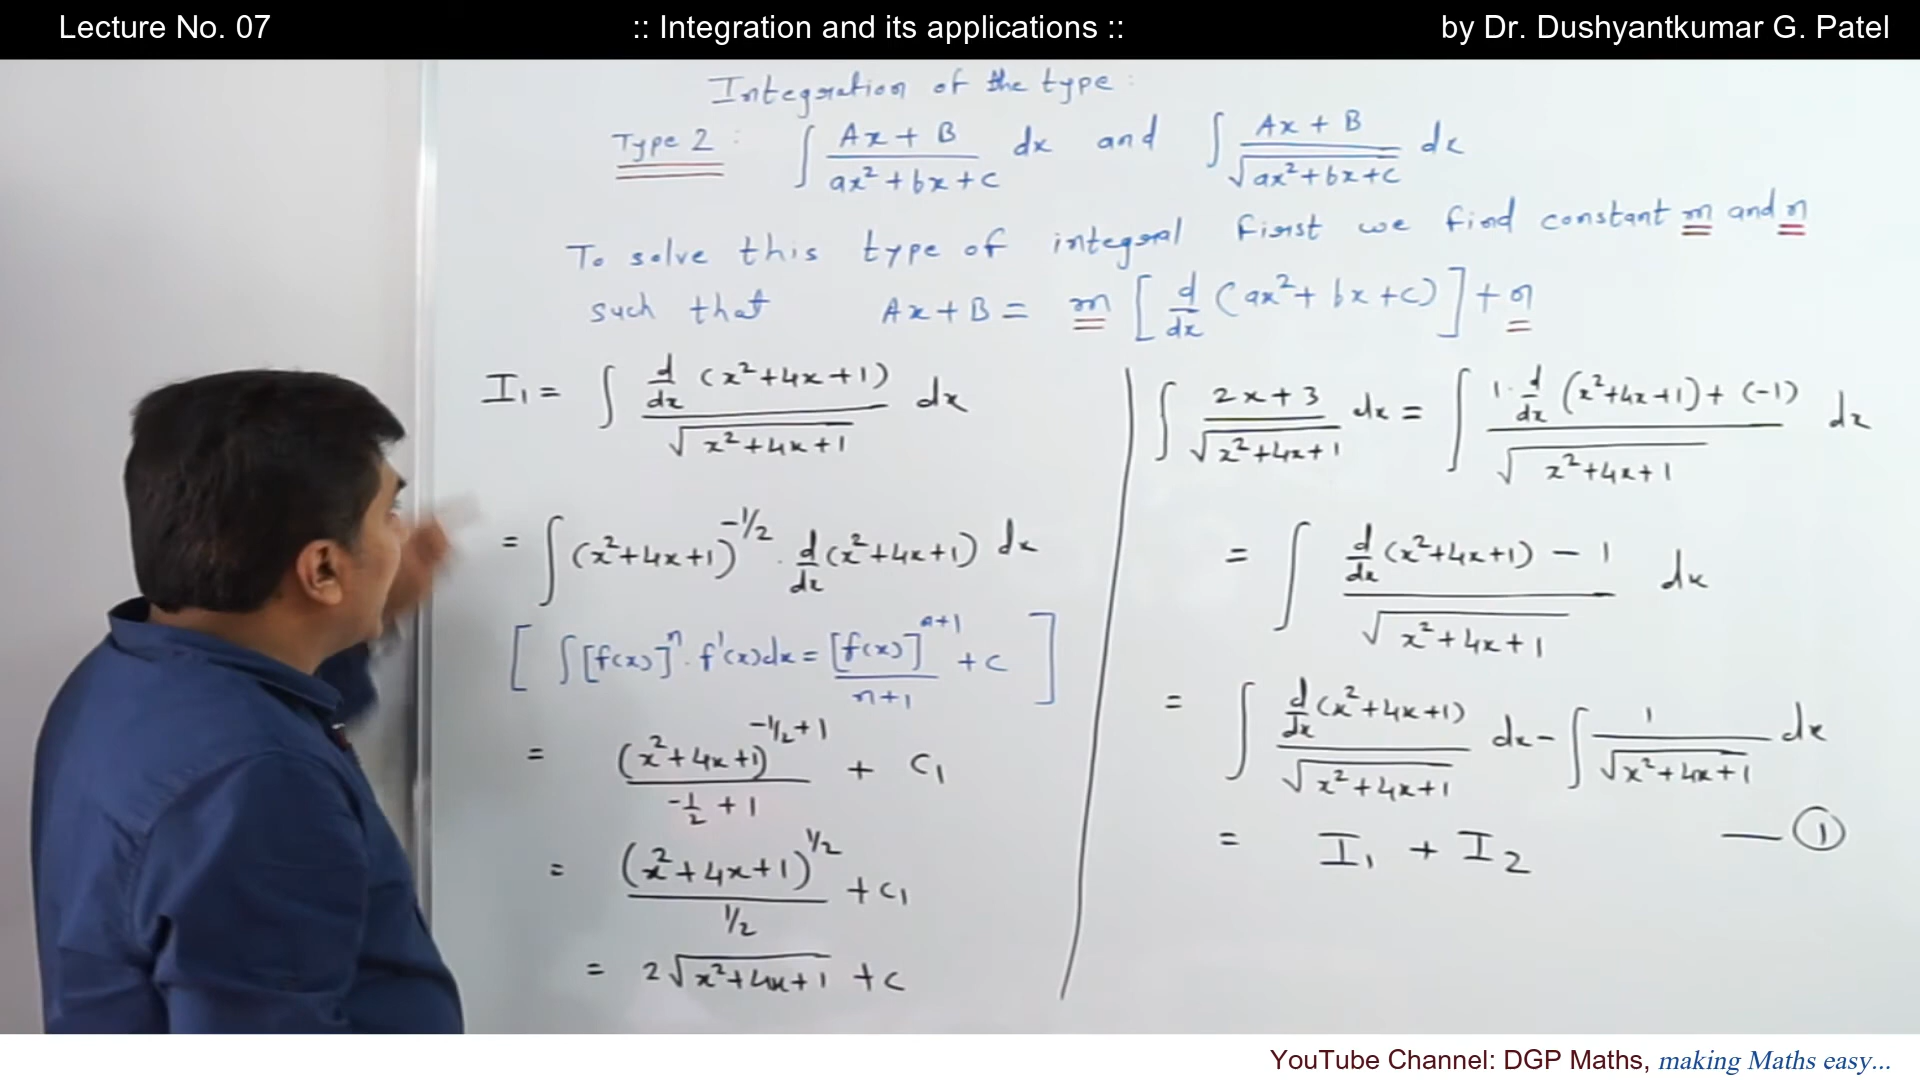 Lecture No. 07
:: Integration and its applications ::
by Dr. Dushyantkumar G. Patel
Integration of the type:
Type 2: ∫ (Ax + B)/(ax² + bx + c) dx and ∫ (Ax + B)/√(ax² + bx + c) dx
To solve this type of integral first we find constant m and n
such that Ax + B = m [d/dx (ax² + bx + c)] + n
I₁ = ∫ (d/dx (x² + 4x + 1))/√(x² + 4x + 1) dx
= ∫ (x² + 4x + 1)^(-1/2) · d/dx (x² + 4x + 1) dx
[ ∫ [f(x)]ⁿ · f'(x) dx = [f(x)]^(n+1)/(n+1) + c ]
= (x² + 4x + 1)^(-1/2 + 1)/(-1/2 + 1) + c₁
= (x² + 4x + 1)^(1/2)/(1/2) + c₁
= 2√(x² + 4x + 1) + c
∫ (2x + 3)/√(x² + 4x + 1) dx = ∫ (1 · d/dx (x² + 4x + 1) + (-1))/√(x² + 4x + 1) dx
= ∫ (d/dx (x² + 4x + 1) - 1)/√(x² + 4x + 1) dx
= ∫ (d/dx (x² + 4x + 1))/√(x² + 4x + 1) dx - ∫ 1/√(x² + 4x + 1) dx
= I₁ + I₂ — ①
YouTube Channel: DGP Maths, making Maths easy...